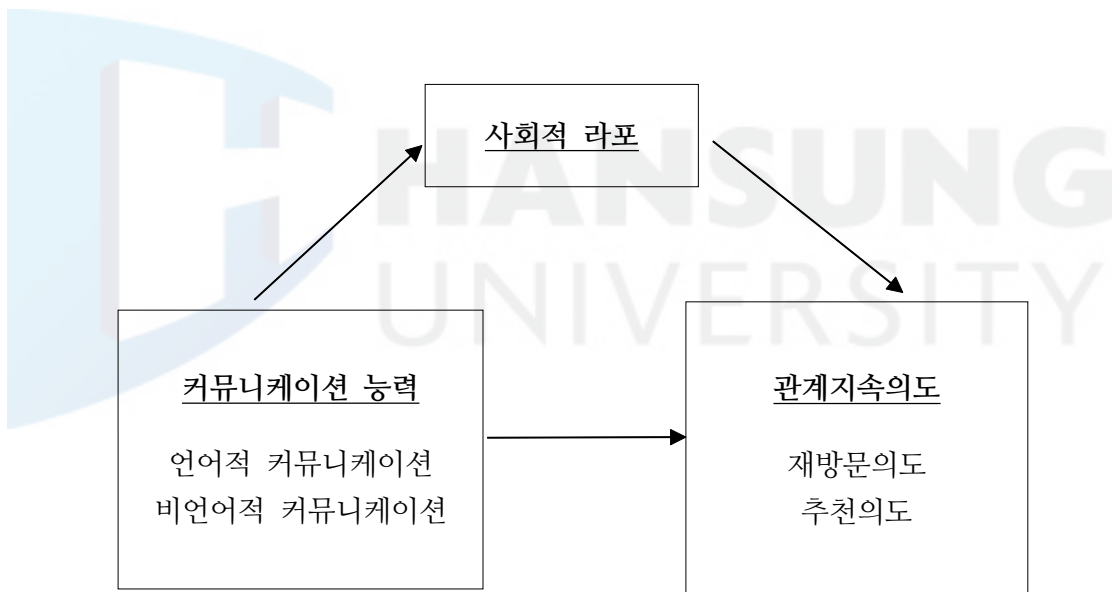 사회적 라포
HANSUNG
UNIVERSITY
커뮤니케이션 능력
언어적 커뮤니케이션
비언어적 커뮤니케이션
관계지속의도
재방문의도
추천의도